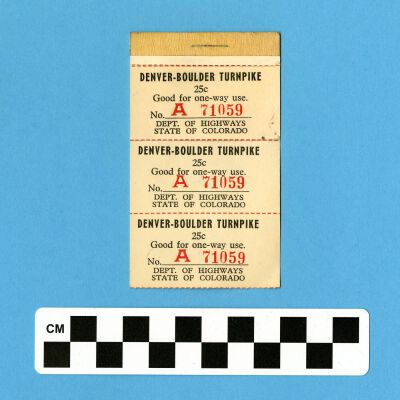 DENVER-BOULDER TURNPIKE
25c
Good for one-way use.
No. A 71059
DEPT. OF HIGHWAYS
STATE OF COLORADO
DENVER-BOULDER TURNPIKE
25c
Good for one-way use.
No. A 71059
DEPT. OF HIGHWAYS
STATE OF COLORADO
DENVER-BOULDER TURNPIKE
25c
Good for one-way use.
No. A 71059
DEPT. OF HIGHWAYS
STATE OF COLORADO
CM